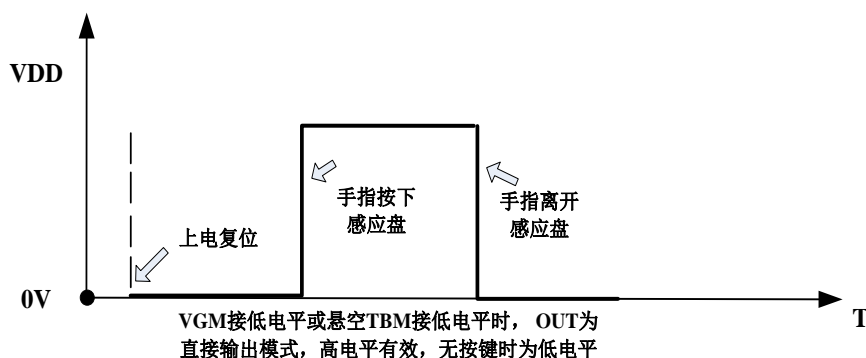 VDD
手指按下
感应盘
手指离开
感应盘
上电复位
0V
T
VGM接低电平或悬空TBM接低电平时， OUT为
直接输出模式，高电平有效，无按键时为低电平